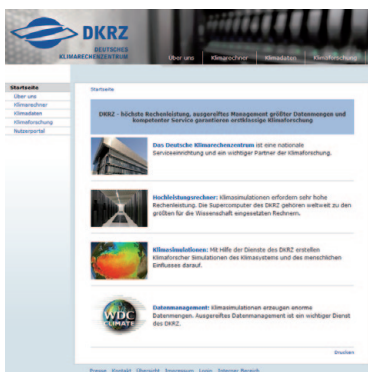 DKRZ
DEUTSCHES
KLIMARECHENZENTRUM
Über uns Klimarechner Klimadaten Klimaforschung
Startseite
Über uns
Klimarechner
Klimadaten
Klimaforschung
Nutzerportal
Startseite
DKRZ - höchste Rechenleistung, ausgereiftes Management größter Datenmengen und
kompetenter Service garantieren erstklassige Klimaforschung
Das Deutsche Klimarechenzentrum ist eine nationale
Serviceeinrichtung und ein wichtiger Partner der Klimaforschung.
Hochleistungsrechner: Klimasimulationen erfordern sehr hohe
Rechenleistung. Die Supercomputer des DKRZ gehören weltweit zu den
größten für die Wissenschaft eingesetzten Rechnern.
Klimasimulationen: Mit Hilfe der Dienste des DKRZ erstellen
Klimaforscher Simulationen des Klimasystems und des menschlichen
Einflusses darauf.
WDC
CLIMATE
Datenmanagement: Klimasimulationen erzeugen enorme
Datenmengen. Ausgereiftes Datenmanagement ist ein wichtiger Dienst
des DKRZ.
Drucken
Presse Kontakt Übersicht Impressum Login Interner Bereich